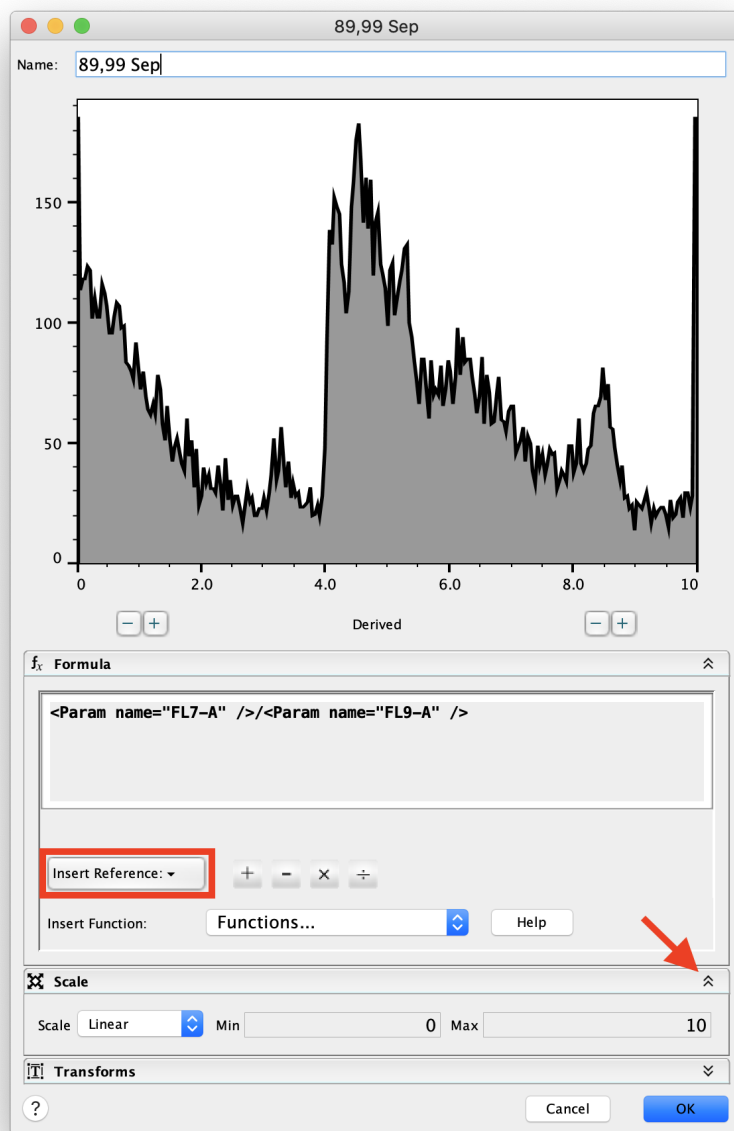 89,99 Sep
Name: 89,99 Sep
150
100
50
0
0 2.0 4.0 6.0 8.0 10
− + Derived − +
fx Formula
<Param name="FL7-A" />/<Param name="FL9-A" />
Insert Reference: + - × ÷
Insert Function: Functions... Help
Scale
Scale Linear Min 0 Max 10
T Transforms
? Cancel OK